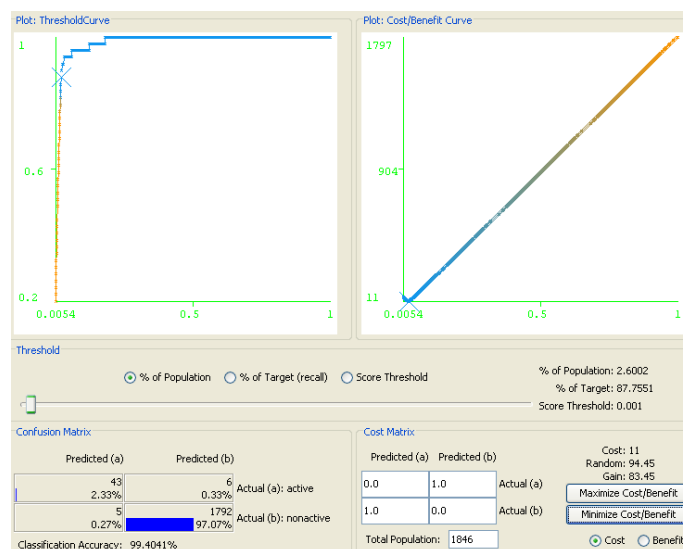 Plot: ThresholdCurve
Plot: Cost/Benefit Curve
1
0.6
0.2
0.0054
0.5
1
1797
904
11
0.0054
0.5
1
Threshold
% of Population
% of Target (recall)
Score Threshold
% of Population: 2.6002
% of Target: 87.7551
Score Threshold: 0.001
Confusion Matrix
Predicted (a) Predicted (b)
43 6
2.33% 0.33%
Actual (a): active
5 1792
0.27% 97.07%
Actual (b): nonactive
Classification Accuracy: 99.4041%
Cost Matrix
Predicted (a) Predicted (b)
0.0 1.0 Actual (a)
1.0 0.0 Actual (b)
Total Population: 1846
Cost: 11
Random: 94.45
Gain: 83.45
Maximize Cost/Benefit
Minimize Cost/Benefit
Cost Benefit